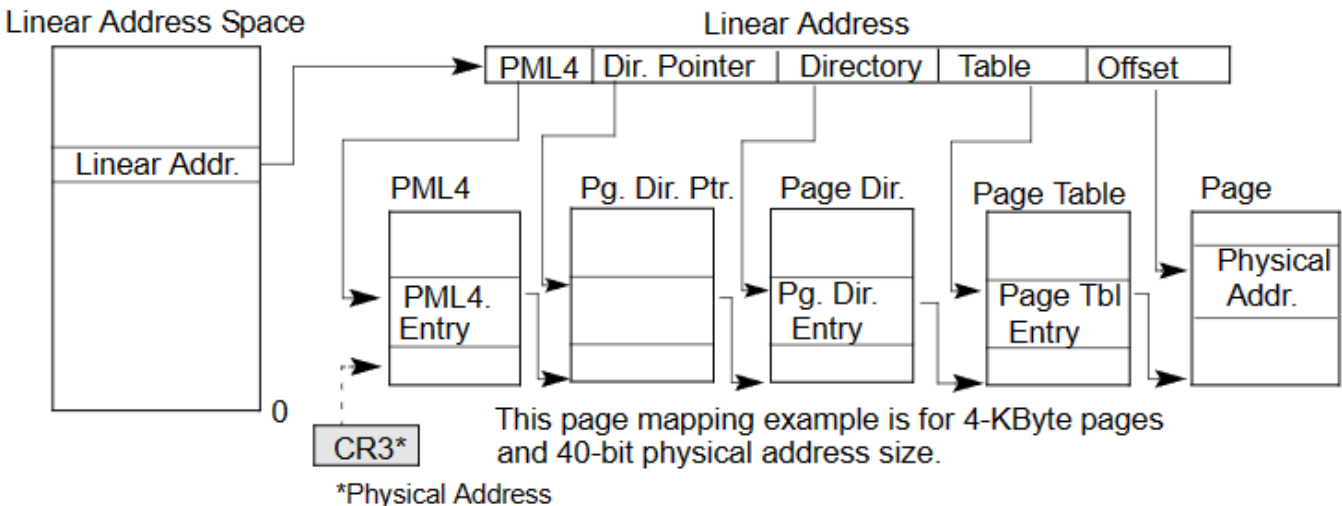 Linear Address Space
Linear Address
PML4 Dir. Pointer Directory Table Offset
Linear Addr.
PML4 Pg. Dir. Ptr. Page Dir. Page Table Page
PML4.
Entry
Pg. Dir.
Entry
Page Tbl
Entry
Physical
Addr.
0
This page mapping example is for 4-KByte pages
and 40-bit physical address size.
CR3*
*Physical Address